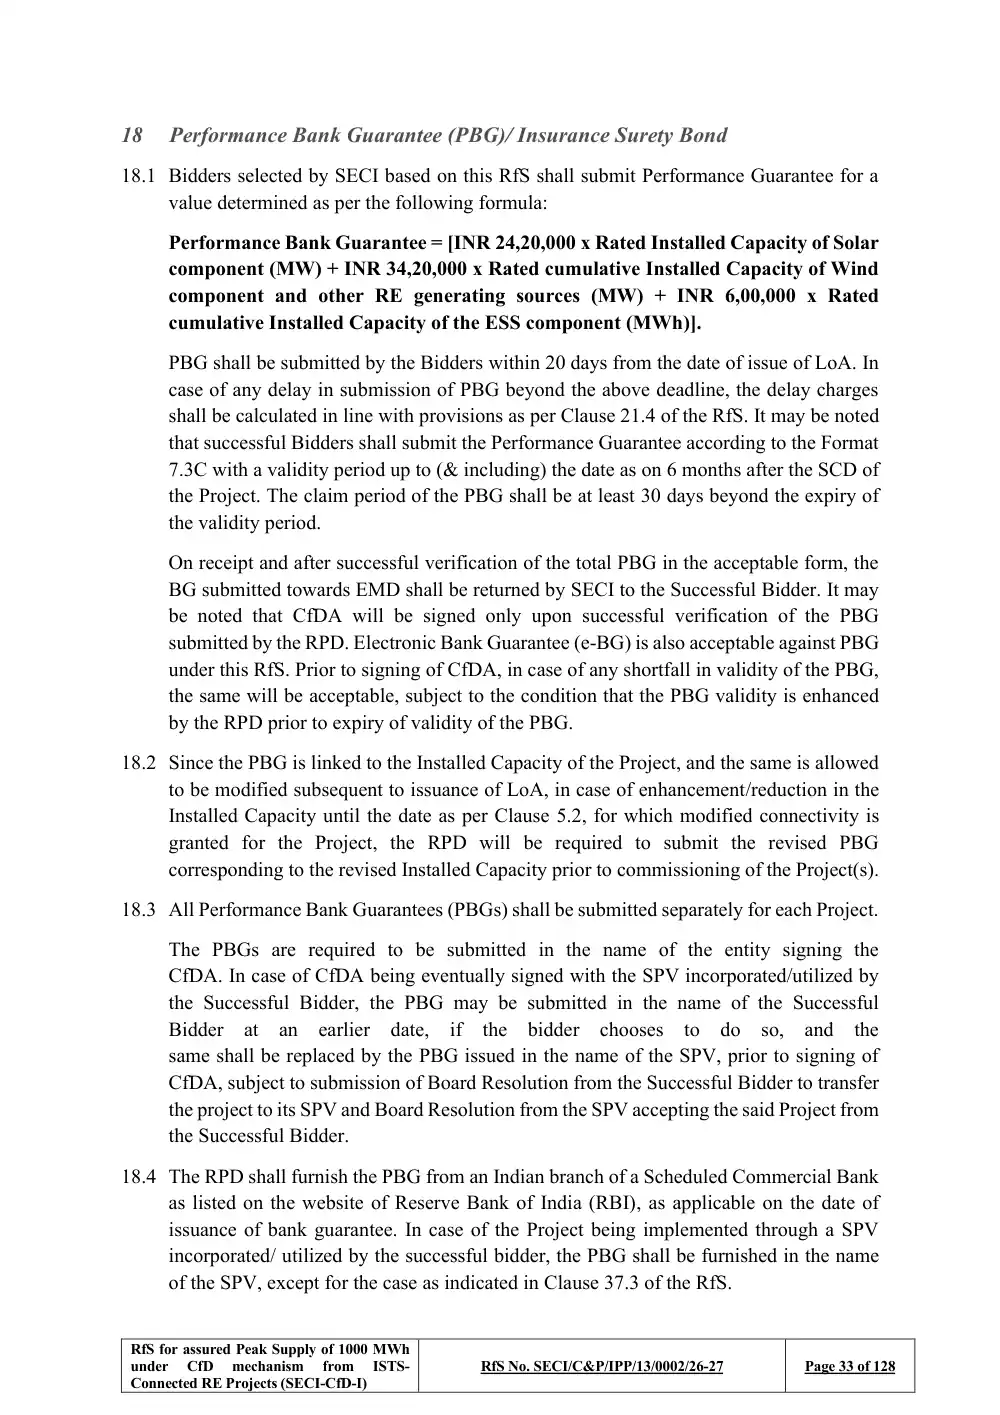 18 Performance Bank Guarantee (PBG)/ Insurance Surety Bond
18.1 Bidders selected by SECI based on this RfS shall submit Performance Guarantee for a
value determined as per the following formula:
Performance Bank Guarantee = [INR 24,20,000 x Rated Installed Capacity of Solar
component (MW) + INR 34,20,000 x Rated cumulative Installed Capacity of Wind
component and other RE generating sources (MW) + INR 6,00,000 x Rated
cumulative Installed Capacity of the ESS component (MWh)].
PBG shall be submitted by the Bidders within 20 days from the date of issue of LoA. In
case of any delay in submission of PBG beyond the above deadline, the delay charges
shall be calculated in line with provisions as per Clause 21.4 of the RfS. It may be noted
that successful Bidders shall submit the Performance Guarantee according to the Format
7.3C with a validity period up to (& including) the date as on 6 months after the SCD of
the Project. The claim period of the PBG shall be at least 30 days beyond the expiry of
the validity period.
On receipt and after successful verification of the total PBG in the acceptable form, the
BG submitted towards EMD shall be returned by SECI to the Successful Bidder. It may
be noted that CfDA will be signed only upon successful verification of the PBG
submitted by the RPD. Electronic Bank Guarantee (e-BG) is also acceptable against PBG
under this RfS. Prior to signing of CfDA, in case of any shortfall in validity of the PBG,
the same will be acceptable, subject to the condition that the PBG validity is enhanced
by the RPD prior to expiry of validity of the PBG.
18.2 Since the PBG is linked to the Installed Capacity of the Project, and the same is allowed
to be modified subsequent to issuance of LoA, in case of enhancement/reduction in the
Installed Capacity until the date as per Clause 5.2, for which modified connectivity is
granted for the Project, the RPD will be required to submit the revised PBG
corresponding to the revised Installed Capacity prior to commissioning of the Project(s).
18.3 All Performance Bank Guarantees (PBGs) shall be submitted separately for each Project.
The PBGs are required to be submitted in the name of the entity signing the
CfDA. In case of CfDA being eventually signed with the SPV incorporated/utilized by
the Successful Bidder, the PBG may be submitted in the name of the Successful
Bidder at an earlier date, if the bidder chooses to do so, and the
same shall be replaced by the PBG issued in the name of the SPV, prior to signing of
CfDA, subject to submission of Board Resolution from the Successful Bidder to transfer
the project to its SPV and Board Resolution from the SPV accepting the said Project from
the Successful Bidder.
18.4 The RPD shall furnish the PBG from an Indian branch of a Scheduled Commercial Bank
as listed on the website of Reserve Bank of India (RBI), as applicable on the date of
issuance of bank guarantee. In case of the Project being implemented through a SPV
incorporated/ utilized by the successful bidder, the PBG shall be furnished in the name
of the SPV, except for the case as indicated in Clause 37.3 of the RfS.
RfS for assured Peak Supply of 1000 MWh
under CfD mechanism from ISTS-
Connected RE Projects (SECI-CfD-I)
RfS No. SECI/C&P/IPP/13/0002/26-27
Page 33 of 128